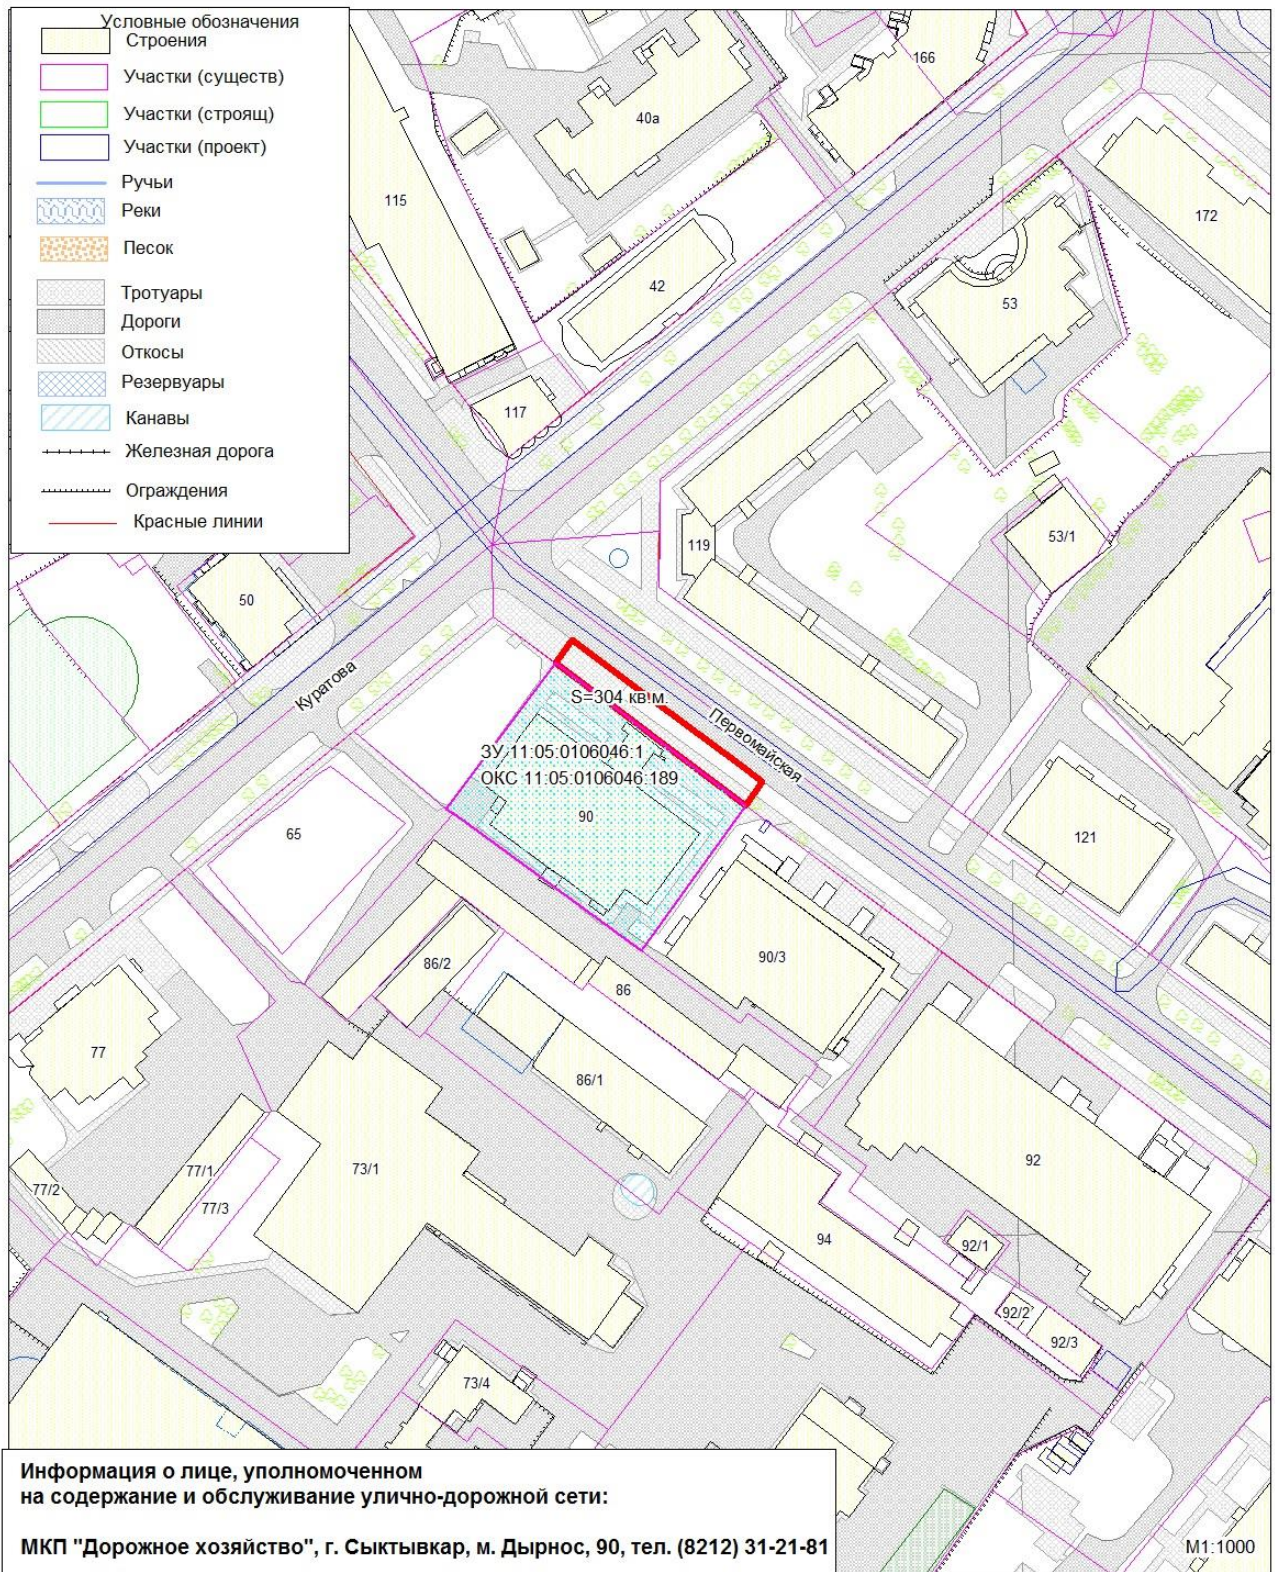 Условные обозначения
Строения
Участки (существ)
Участки (строящ)
Участки (проект)
Ручьи
Реки
Песок
Тротуары
Дороги
Откосы
Резервуары
Канавы
Железная дорога
Ограждения
Красные линии
166
40а
115
172
42
53
117
119
53/1
50
Куратова
S=304 кв.м.
Первомайская
ЗУ 11:05:0106046:1
ОКС 11:05:0106046:189
90
65
121
90/3
86/2
86
77
86/1
73/1
77/1
77/2
77/3
92
94
92/1
92/2
92/3
73/4
Информация о лице, уполномоченном
на содержание и обслуживание улично-дорожной сети:
МКП "Дорожное хозяйство", г. Сыктывкар, м. Дырнос, 90, тел. (8212) 31-21-81
М1:1000